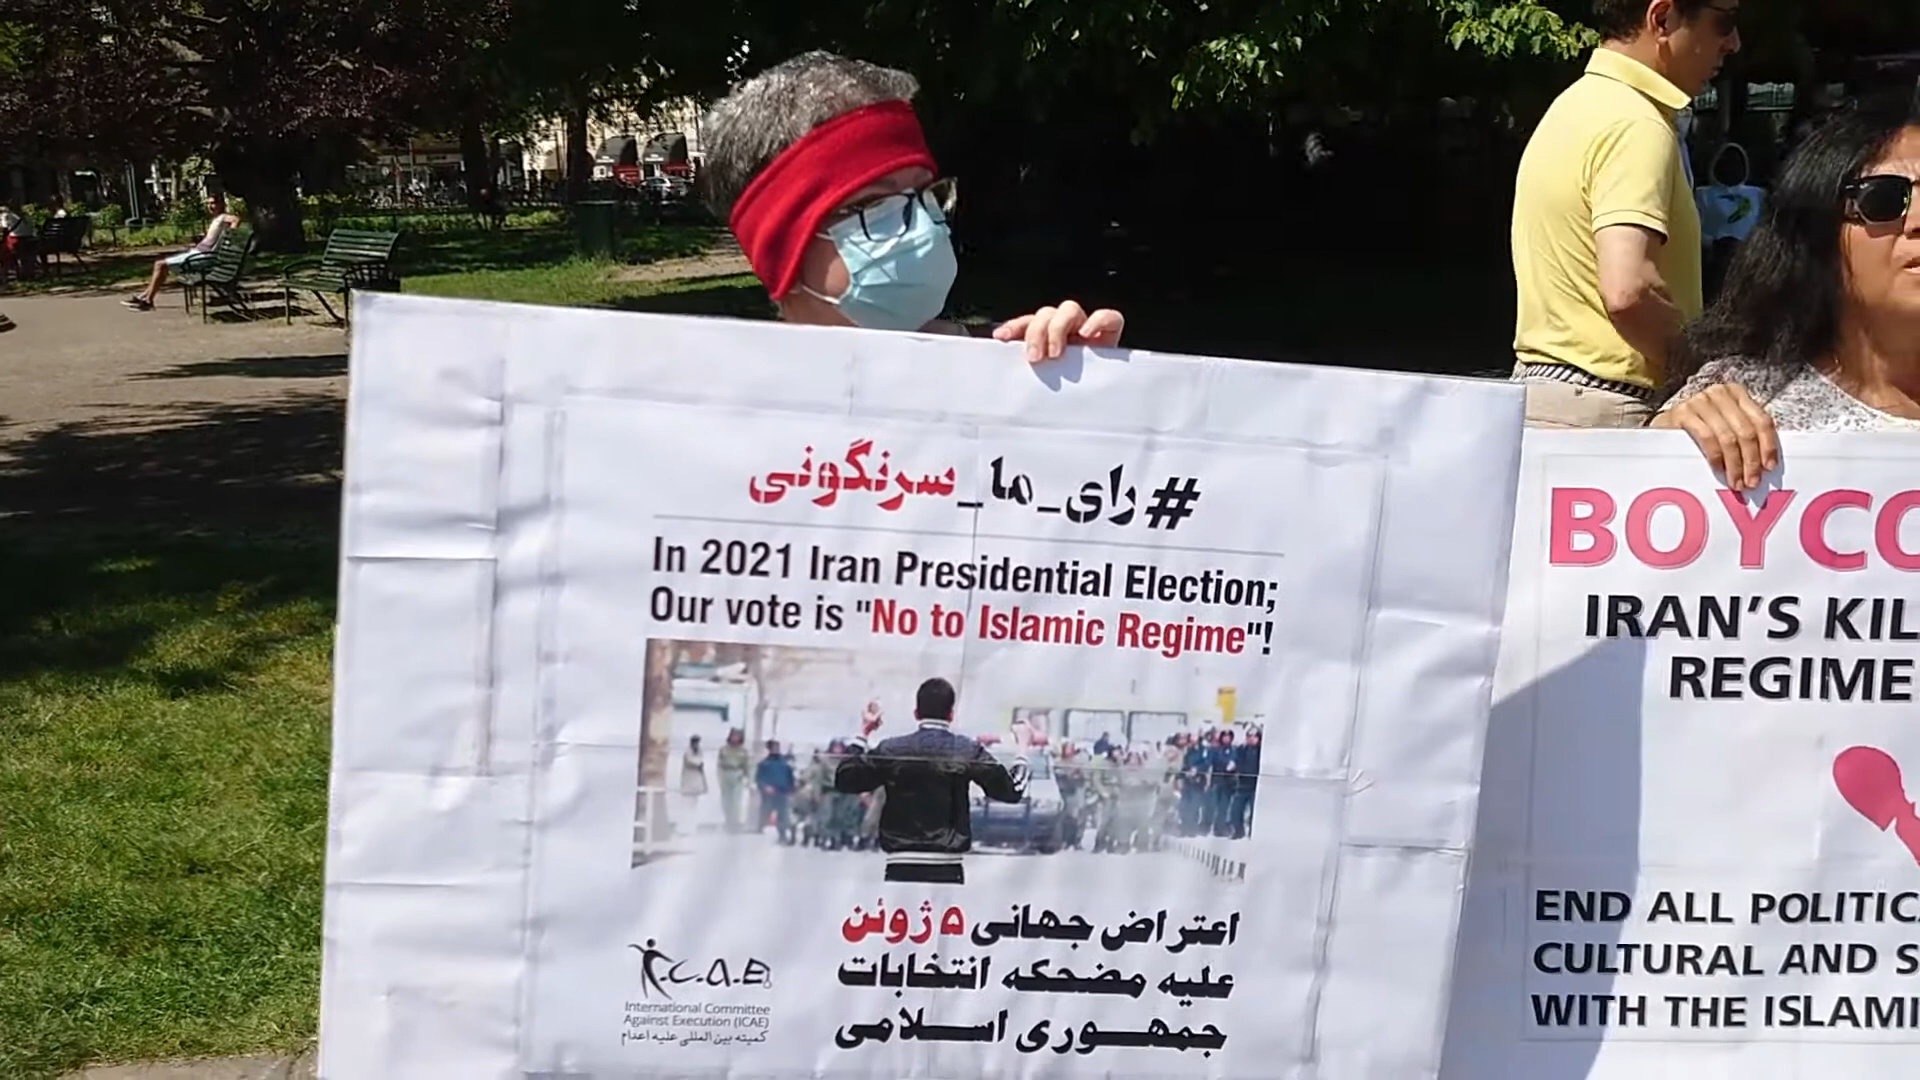 #رای_ما_سرنگونی
In 2021 Iran Presidential Election;
Our vote is "No to Islamic Regime"!
اعتراض جهانی ۵ ژوئن
علیه مضحکه انتخابات
جمهوری اسلامی
I.C.A.E.
International Committee
Against Execution (ICAE)
کمیته بین المللی علیه اعدام
BOYCO
IRAN'S KIL
REGIME
END ALL POLITIC
CULTURAL AND S
WITH THE ISLAMI